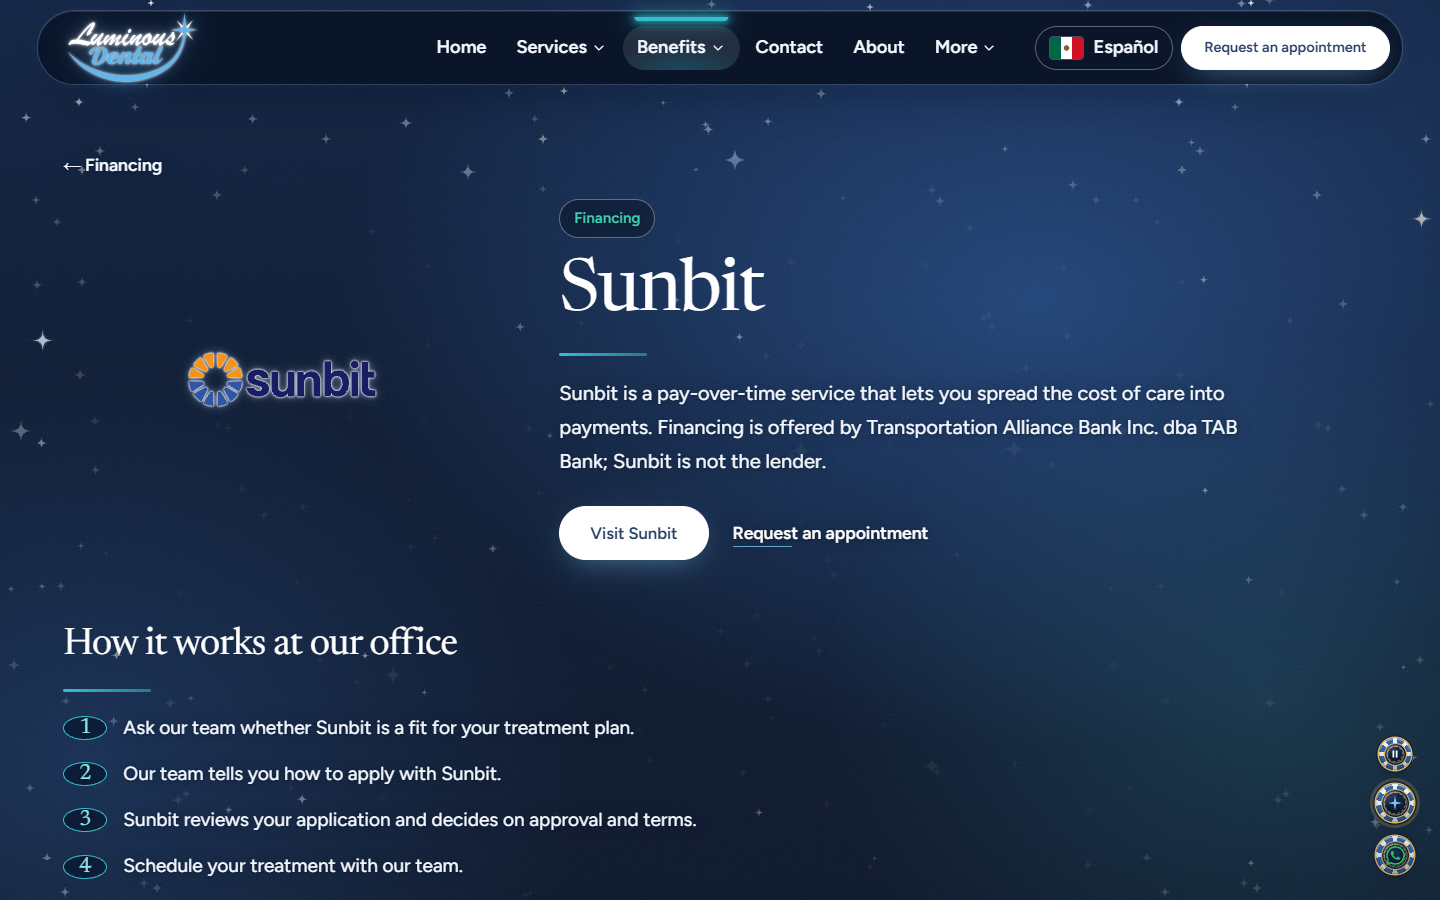 Luminous
Dental
Home
Services
Benefits
Contact
About
More
Español
Request an appointment
←Financing
Financing
Sunbit
sunbit
Sunbit is a pay-over-time service that lets you spread the cost of care into
payments. Financing is offered by Transportation Alliance Bank Inc. dba TAB
Bank; Sunbit is not the lender.
Visit Sunbit
Request an appointment
How it works at our office
1 Ask our team whether Sunbit is a fit for your treatment plan.
2 Our team tells you how to apply with Sunbit.
3 Sunbit reviews your application and decides on approval and terms.
4 Schedule your treatment with our team.